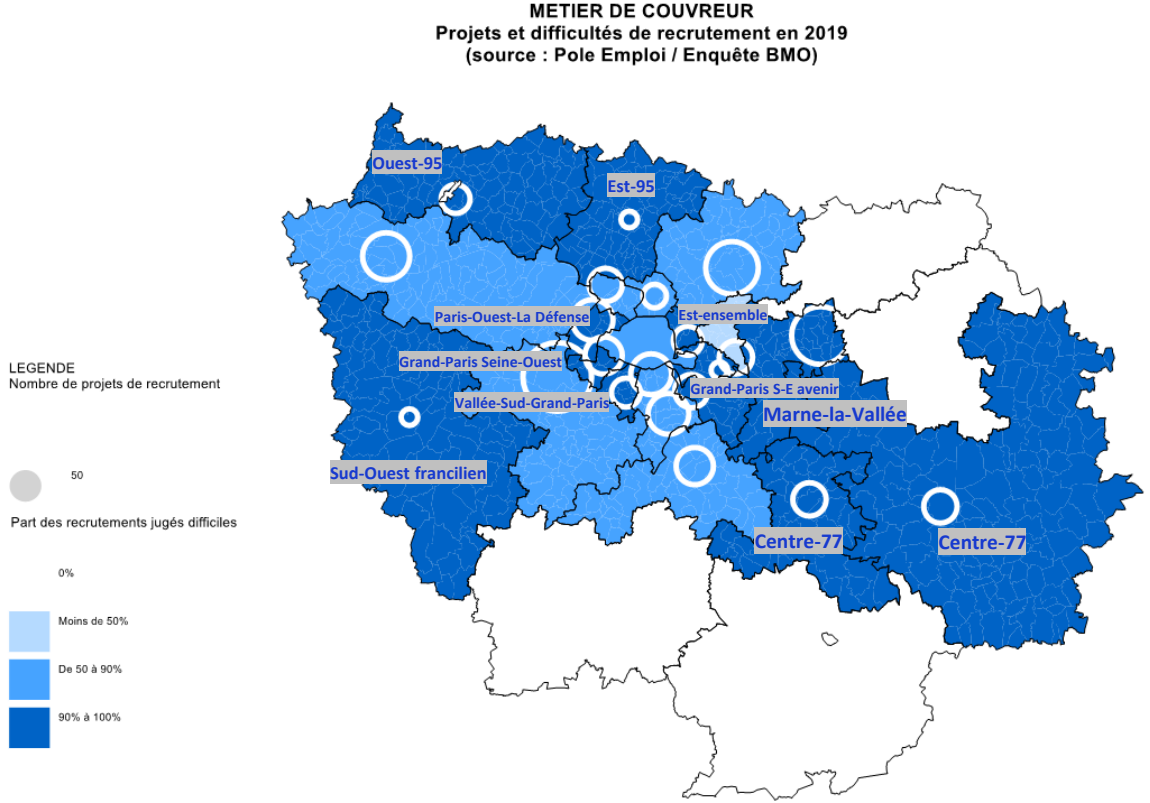 METIER DE COUVREUR
Projets et difficultés de recrutement en 2019
(source : Pole Emploi / Enquête BMO)
Ouest-95
Est-95
Paris-Ouest-La Défense
Est-ensemble
Grand-Paris Seine-Ouest
Grand-Paris S-E avenir
Vallée-Sud-Grand-Paris
Marne-la-Vallée
Sud-Ouest francilien
Centre-77
Centre-77
LEGENDE
Nombre de projets de recrutement
50
Part des recrutements jugés difficiles
0%
Moins de 50%
De 50 à 90%
90% à 100%